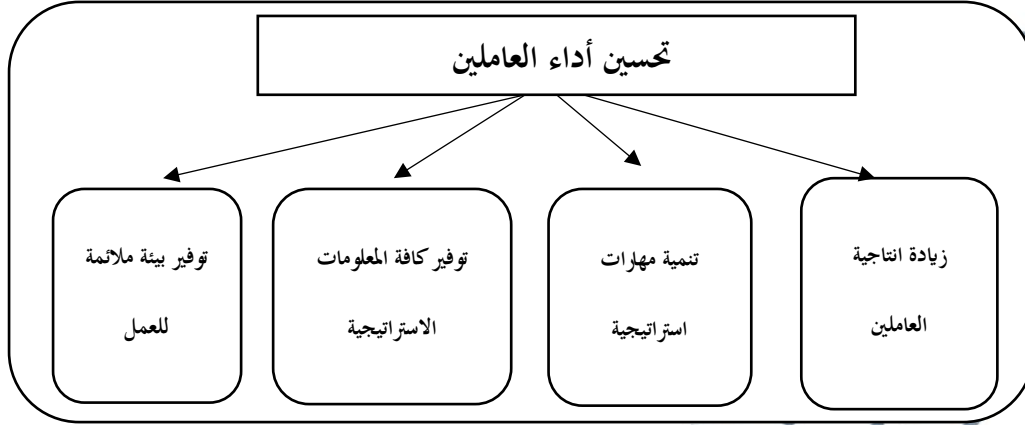 تحسين أداء العاملين
زيادة انتاجية
العاملين
تنمية مهارات
استراتيجية
توفير كافة المعلومات
الاستراتيجية
توفير بيئة ملائمة
للعمل